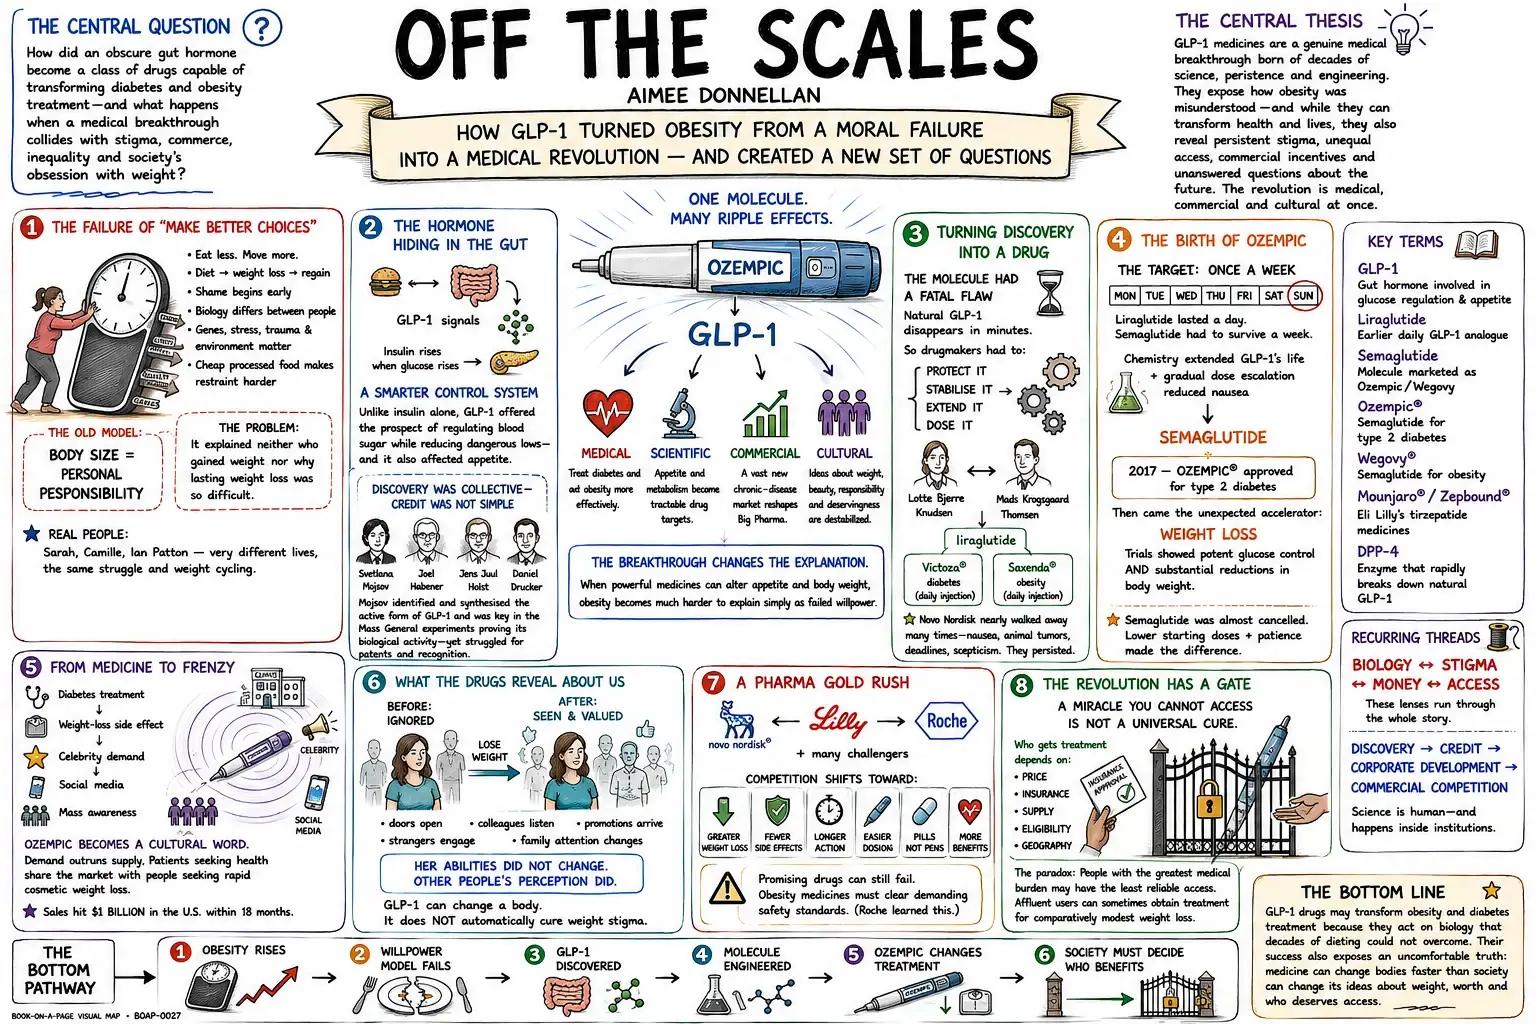 THE CENTRAL QUESTION
?
How did an obscure gut hormone
become a class of drugs capable of
transforming diabetes and obesity
treatment—and what happens
when a medical breakthrough
collides with stigma, commerce,
inequality and society's
obsession with weight?
OFF THE SCALES
AIMEE DONNELLAN
HOW GLP-1 TURNED OBESITY FROM A MORAL FAILURE
INTO A MEDICAL REVOLUTION — AND CREATED A NEW SET OF QUESTIONS
THE CENTRAL THESIS
GLP-1 medicines are a genuine medical
breakthrough born of decades of
science, peristence and engineering.
They expose how obesity was
misunderstood—and while they can
transform health and lives, they also
reveal persistent stigma, unequal
access, commercial incentives and
unanswered questions about the
future. The revolution is medical,
commercial and cultural at once.
1 THE FAILURE OF "MAKE BETTER CHOICES"
• Eat less. Move more.
• Diet → weight loss → regain
• Shame begins early
• Biology differs between people
• Genes, stress, trauma &
environment matter
• Cheap processed food makes
restraint harder
THE OLD MODEL:
BODY SIZE =
PERSONAL
PESPONSIBILITY
THE PROBLEM:
It explained neither who
gained weight nor why
lasting weight loss was
so difficult.
REAL PEOPLE:
Sarah, Camille, Ian Patton — very different lives,
the same struggle and weight cycling.
2 THE HORMONE
HIDING IN THE GUT
GLP-1 signals
Insulin rises
when glucose rises →
A SMARTER CONTROL SYSTEM
Unlike insulin alone, GLP-1 offered
the prospect of regulating blood
sugar while reducing dangerous lows—
and it also affected appetite.
DISCOVERY WAS COLLECTIVE—
CREDIT WAS NOT SIMPLE
Svetlana
Mojsov
Joel
Habener
Jens Juul
Holst
Daniel
Drucker
Mojsov identified and synthesised the
active form of GLP-1 and was key in the
Mass General experiments proving its
biological activity—yet struggled for
patents and recognition.
ONE MOLECULE.
MANY RIPPLE EFFECTS.
OZEMPIC
GLP-1
MEDICAL
Treat diabetes and
ad obesity more
effectively.
SCIENTIFIC
Appetite and
metabolism become
tractable drug
targets.
COMMERCIAL
A vast new
chronic-disease
market reshapes
Big Pharma.
CULTURAL
Ideas about weight,
beauty, responsibility
and deservingness
are destabilized.
THE BREAKTHROUGH CHANGES THE EXPLANATION.
When powerful medicines can alter appetite and body weight,
obesity becomes much harder to explain simply as failed willpower.
3 TURNING DISCOVERY
INTO A DRUG
THE MOLECULE HAD
A FATAL FLAW
Natural GLP-1
disappears in minutes.
So drugmakers had to:
PROTECT IT
STABILISE IT →
EXTEND IT
DOSE IT
Lotte Bjerre
Knudsen
Mads Krogsgaard
Thomsen
liraglutide
Victoza®
diabetes
(daily injection)
Saxenda®
obesity
(daily injection)
Novo Nordisk nearly walked away
many times—nausea, animal tumors,
deadlines, scepticism. They persisted.
4 THE BIRTH OF OZEMPIC
THE TARGET: ONCE A WEEK
MON TUE WED THU FRI SAT SUN
Liraglutide lasted a day.
Semaglutide had to survive a week.
Chemistry extended GLP-1's life
+ gradual dose escalation
reduced nausea
SEMAGLUTIDE
2017 — OZEMPIC® approved
for type 2 diabetes
Then came the unexpected accelerator:
WEIGHT LOSS
Trials showed potent glucose control
AND substantial reductions in
body weight.
Semaglutide was almost cancelled.
Lower starting doses + patience
made the difference.
KEY TERMS
GLP-1
Gut hormone involved in
glucose regulation & appetite
Liraglutide
Earlier daily GLP-1 analogue
Semaglutide
Molecule marketed as
Ozempic/Wegovy
Ozempic®
Semaglutide for
type 2 diabetes
Wegovy®
Semaglutide for obesity
Mounjaro® / Zepbound®
Eli Lilly's tirzepatide
medicines
DPP-4
Enzyme that rapidly
breaks down natural
GLP-1
RECURRING THREADS
BIOLOGY ↔ STIGMA
↔ MONEY ↔ ACCESS
These lenses run through
the whole story.
DISCOVERY → CREDIT →
CORPORATE DEVELOPMENT →
COMMERCIAL COMPETITION
Science is human—and
happens inside institutions.
5 FROM MEDICINE TO FRENZY
Diabetes treatment
Weight-loss side effect
Celebrity demand
Social media
Mass awareness
CELEBRITY
SOCIAL
MEDIA
OZEMPIC BECOMES A CULTURAL WORD.
Demand outruns supply. Patients seeking health
share the market with people seeking rapid
cosmetic weight loss.
Sales hit $1 BILLION in the U.S. within 18 months.
6 WHAT THE DRUGS REVEAL ABOUT US
BEFORE:
IGNORED
LOSE
WEIGHT
AFTER:
SEEN & VALUED
• doors open
• colleagues listen
• promotions arrive
• strangers engage
• family attention changes
HER ABILITIES DID NOT CHANGE.
OTHER PEOPLE'S PERCEPTION DID.
GLP-1 can change a body.
It does NOT automatically cure weight stigma.
7 A PHARMA GOLD RUSH
novo nordisk®
Lilly
Roche
+ many challengers
COMPETITION SHIFTS TOWARD:
GREATER
WEIGHT LOSS
FEWER
SIDE EFFECTS
LONGER
ACTION
EASIER
DOSING
PILLS
NOT PENS
MORE
BENEFITS
Promising drugs can still fail.
Obesity medicines must clear demanding
safety standards. (Roche learned this.)
8 THE REVOLUTION HAS A GATE
A MIRACLE YOU CANNOT ACCESS
IS NOT A UNIVERSAL CURE.
Who gets treatment
depends on:
• PRICE
• INSURANCE
• SUPPLY
• ELIGIBILITY
• GEOGRAPHY
INSURANCE
APPROVAL
The paradox: People with the greatest medical
burden may have the least reliable access.
Affluent users can sometimes obtain treatment
for comparatively modest weight loss.
THE BOTTOM LINE
GLP-1 drugs may transform obesity and diabetes
treatment because they act on biology that
decades of dieting could not overcome. Their
success also exposes an uncomfortable truth:
medicine can change bodies faster than society
can change its ideas about weight, worth and
who deserves access.
THE
BOTTOM
PATHWAY
1 OBESITY RISES
2 WILLPOWER
MODEL FAILS
3 GLP-1
DISCOVERED
4 MOLECULE
ENGINEERED
5 OZEMPIC CHANGES
TREATMENT
OZEMPIC
6 SOCIETY MUST DECIDE
WHO BENEFITS
BOOK-ON-A-PAGE VISUAL MAP • BOAP-0027